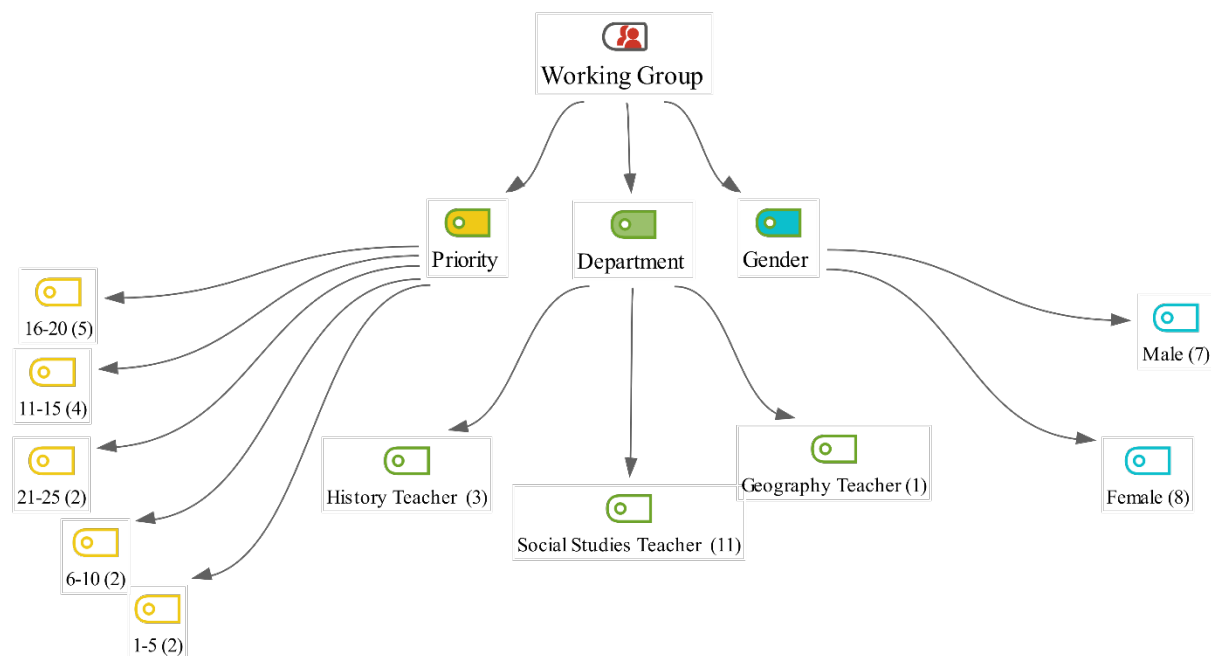 Working Group
Priority
Department
Gender
16-20 (5)
11-15 (4)
21-25 (2)
6-10 (2)
1-5 (2)
History Teacher (3)
Social Studies Teacher (11)
Geography Teacher (1)
Male (7)
Female (8)